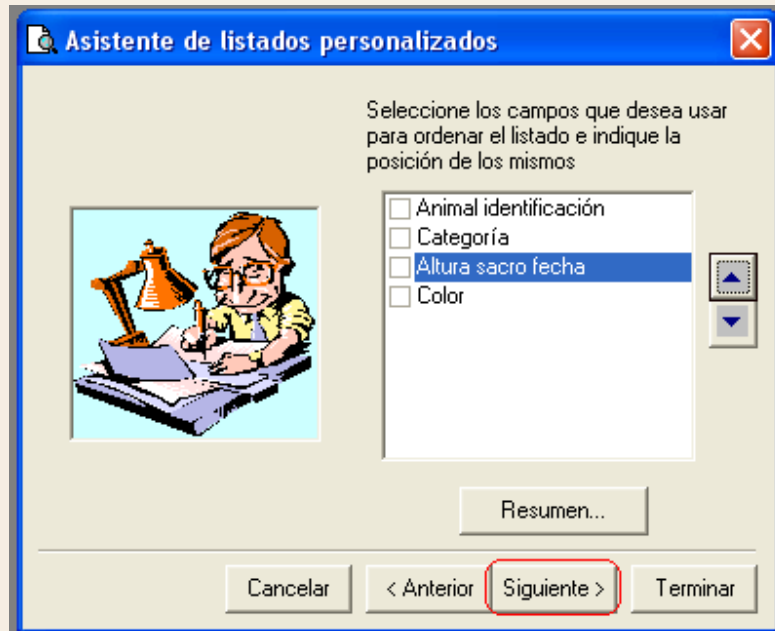 Asistente de listados personalizados
Seleccione los campos que desea usar
para ordenar el listado e indique la
posición de los mismos
Animal identificación
Categoría
Altura sacro fecha
Color
Resumen...
Cancelar
< Anterior
Siguiente >
Terminar